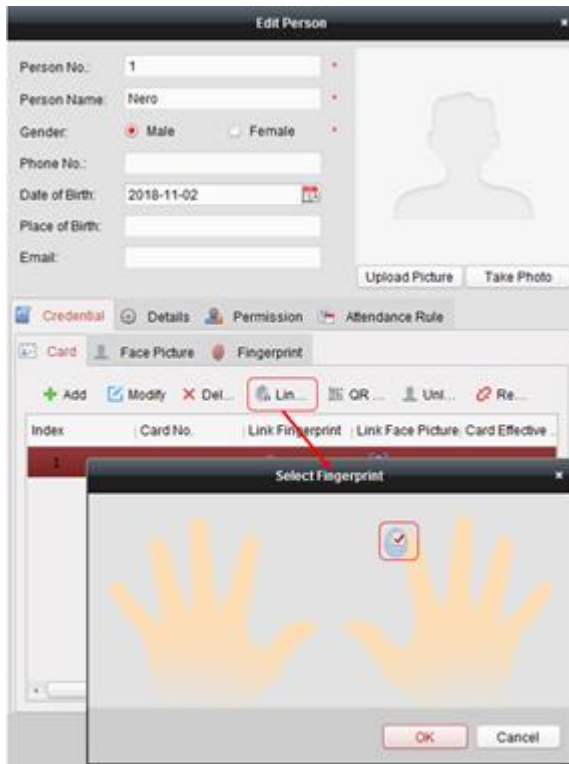 Edit Person
Person No.: 1 *
Person Name: Nero *
Gender: Male Female *
Phone No.:
Date of Birth: 2018-11-02
Place of Birth:
Email:
Upload Picture Take Photo
Credential Details Permission Attendance Rule
Card Face Picture Fingerprint
Add Modify Del... Lin... QR ... Unl... Re...
Index Card No. Link Fingerprint Link Face Picture Card Effective ...
1
Select Fingerprint
OK Cancel